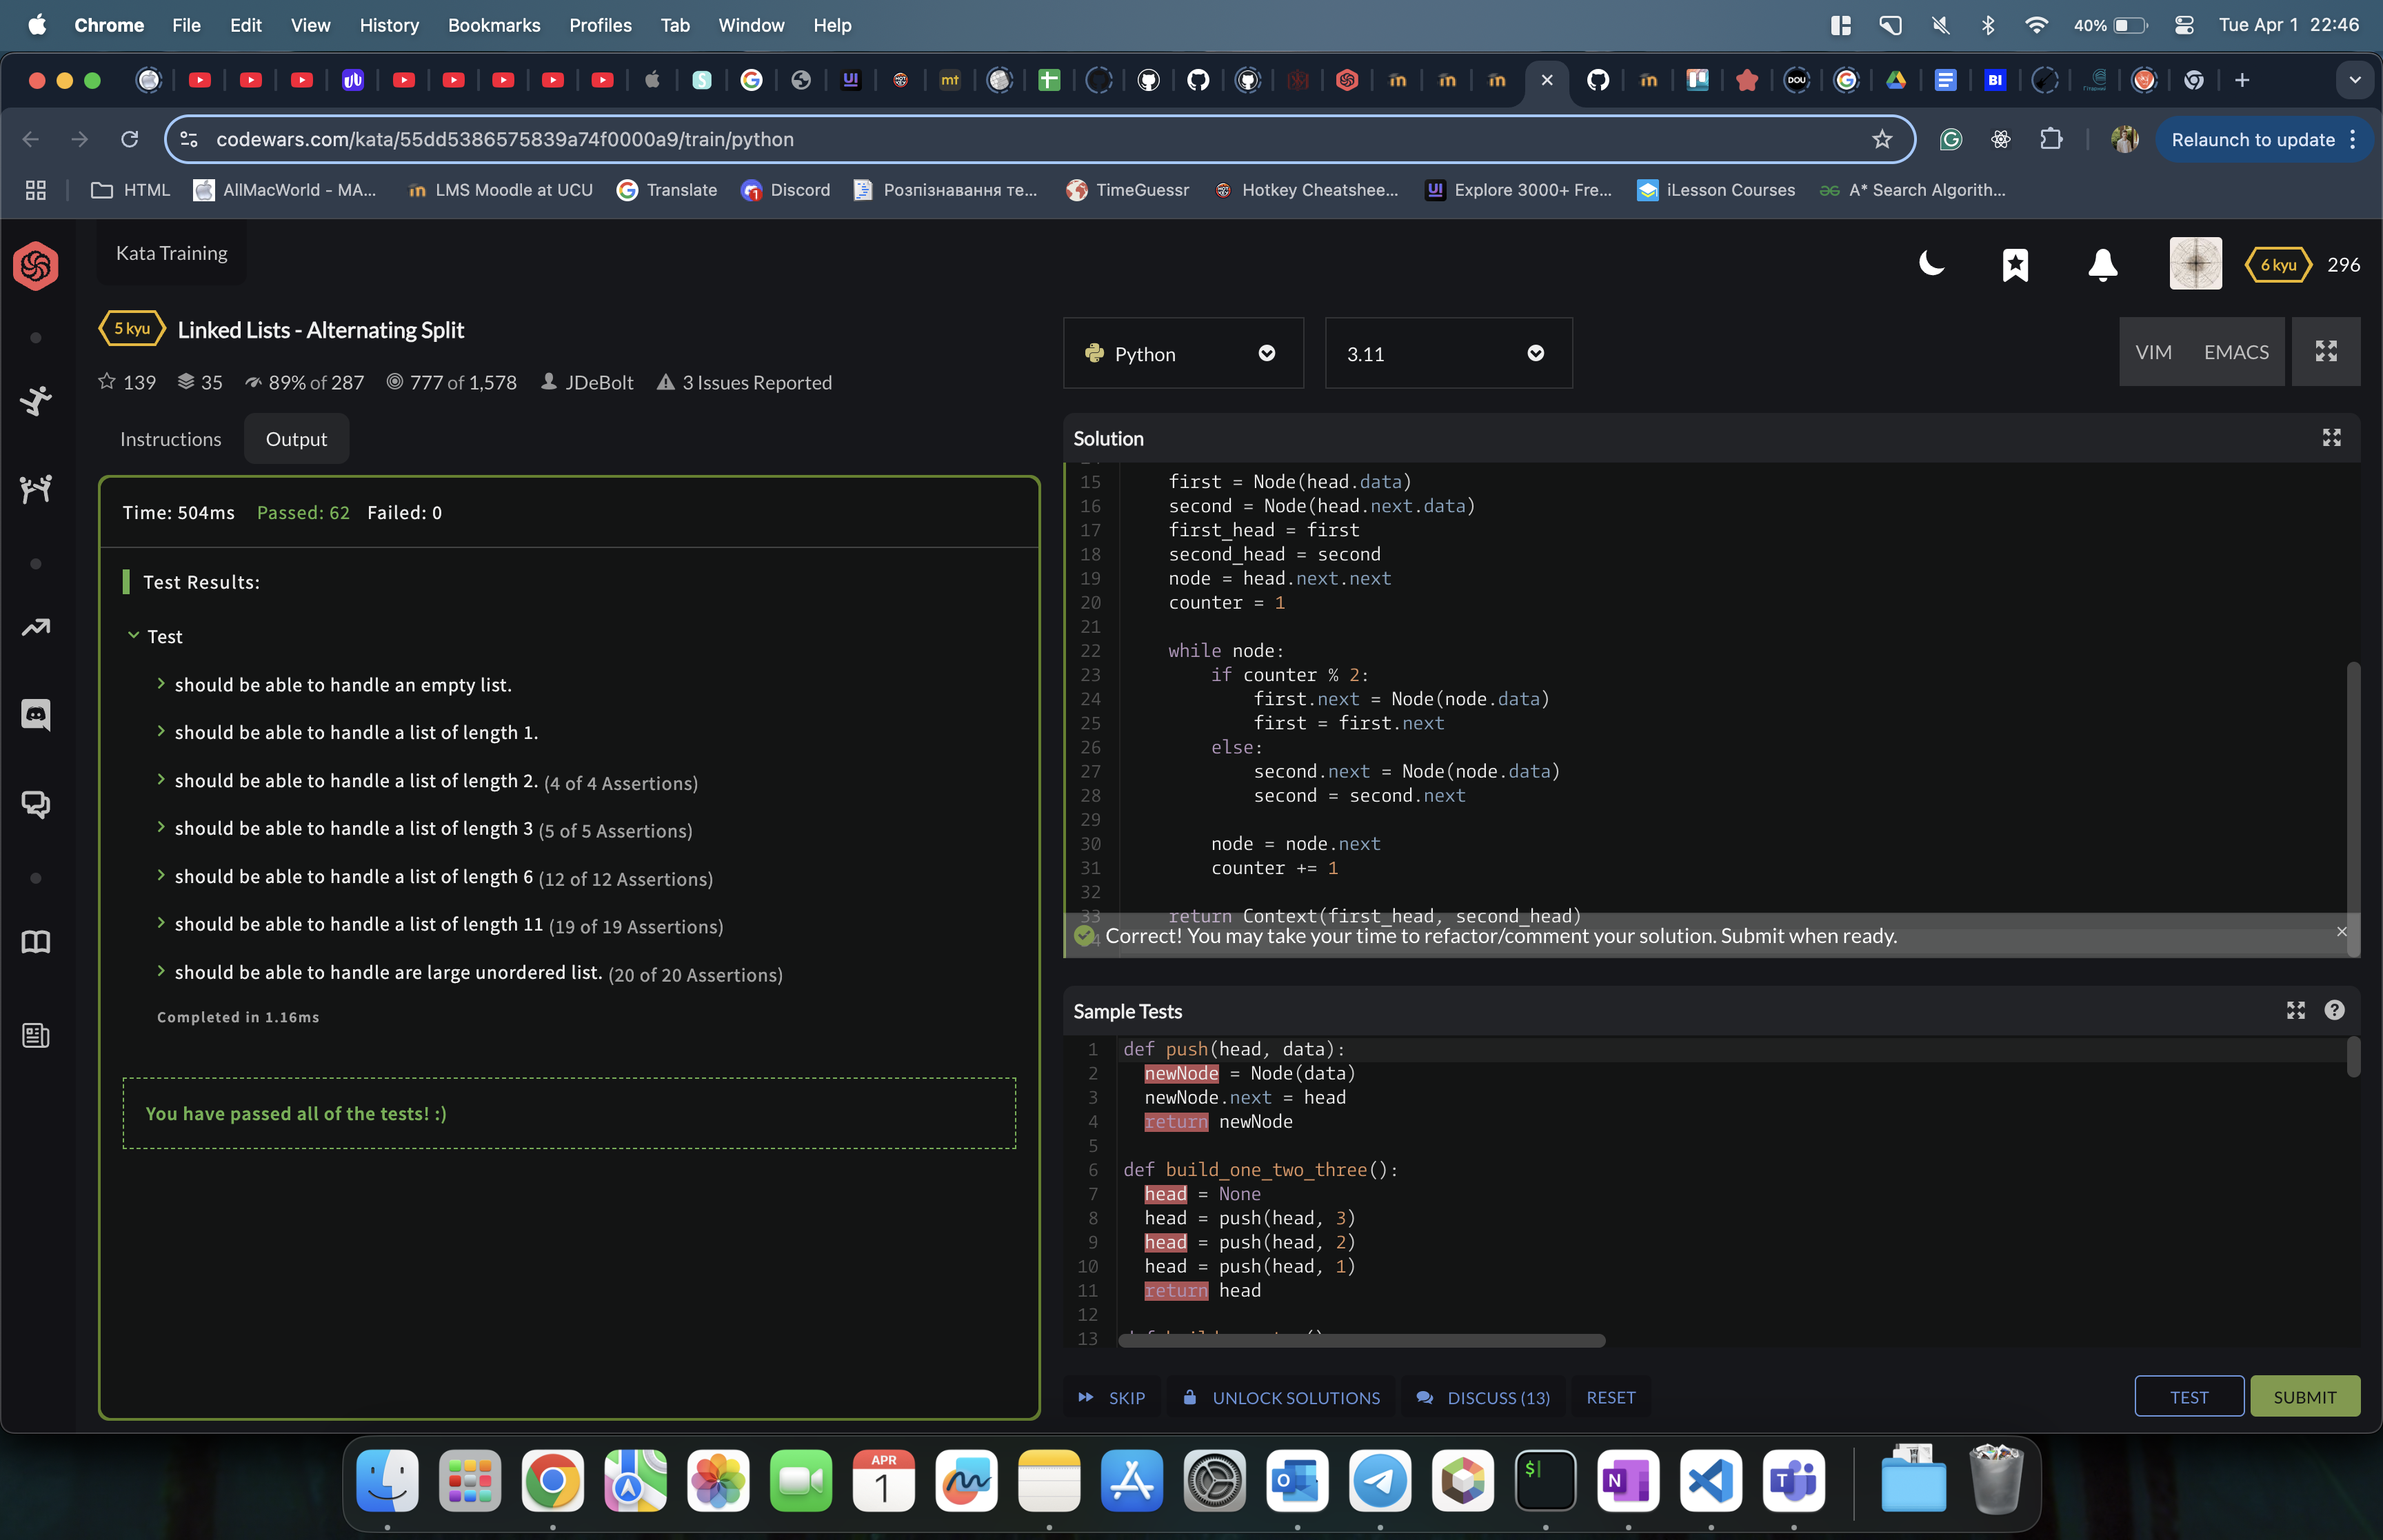 Chrome File Edit View History Bookmarks Profiles Tab Window Help 40% Tue Apr 1 22:46
codewars.com/kata/55dd5386575839a74f0000a9/train/python Relaunch to update
HTML AllMacWorld - MA... LMS Moodle at UCU Translate Discord Розпізнавання те... TimeGuessr Hotkey Cheatshee... Explore 3000+ Fre... iLesson Courses A* Search Algorith...
Kata Training
6 kyu 296
5 kyu Linked Lists - Alternating Split
139 35 89% of 287 777 of 1,578 JDeBolt 3 Issues Reported
Instructions Output
Time: 504ms Passed: 62 Failed: 0
Test Results:
Test
should be able to handle an empty list.
should be able to handle a list of length 1.
should be able to handle a list of length 2. (4 of 4 Assertions)
should be able to handle a list of length 3 (5 of 5 Assertions)
should be able to handle a list of length 6 (12 of 12 Assertions)
should be able to handle a list of length 11 (19 of 19 Assertions)
should be able to handle are large unordered list. (20 of 20 Assertions)
Completed in 1.16ms
You have passed all of the tests! :)
Python 3.11 VIM EMACS
Solution
15 first = Node(head.data)
16 second = Node(head.next.data)
17 first_head = first
18 second_head = second
19 node = head.next.next
20 counter = 1
21
22 while node:
23 if counter % 2:
24 first.next = Node(node.data)
25 first = first.next
26 else:
27 second.next = Node(node.data)
28 second = second.next
29
30 node = node.next
31 counter += 1
32
33 return Context(first_head, second_head)
Correct! You may take your time to refactor/comment your solution. Submit when ready.
Sample Tests
1 def push(head, data):
2 newNode = Node(data)
3 newNode.next = head
4 return newNode
5
6 def build_one_two_three():
7 head = None
8 head = push(head, 3)
9 head = push(head, 2)
10 head = push(head, 1)
11 return head
12
13
SKIP UNLOCK SOLUTIONS DISCUSS (13) RESET TEST SUBMIT
APR
1